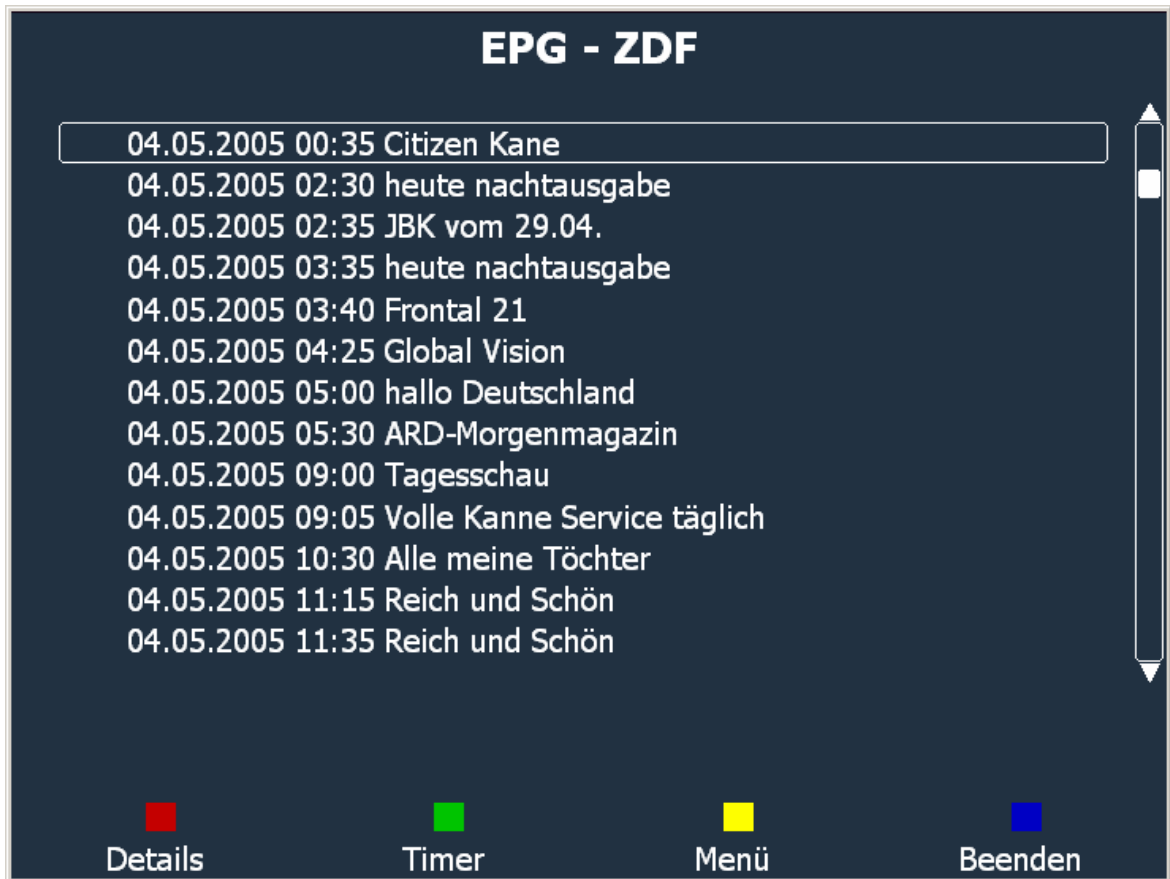 EPG - ZDF
04.05.2005 00:35 Citizen Kane
04.05.2005 02:30 heute nachtausgabe
04.05.2005 02:35 JBK vom 29.04.
04.05.2005 03:35 heute nachtausgabe
04.05.2005 03:40 Frontal 21
04.05.2005 04:25 Global Vision
04.05.2005 05:00 hallo Deutschland
04.05.2005 05:30 ARD-Morgenmagazin
04.05.2005 09:00 Tagesschau
04.05.2005 09:05 Volle Kanne Service täglich
04.05.2005 10:30 Alle meine Töchter
04.05.2005 11:15 Reich und Schön
04.05.2005 11:35 Reich und Schön
Details Timer Menü Beenden